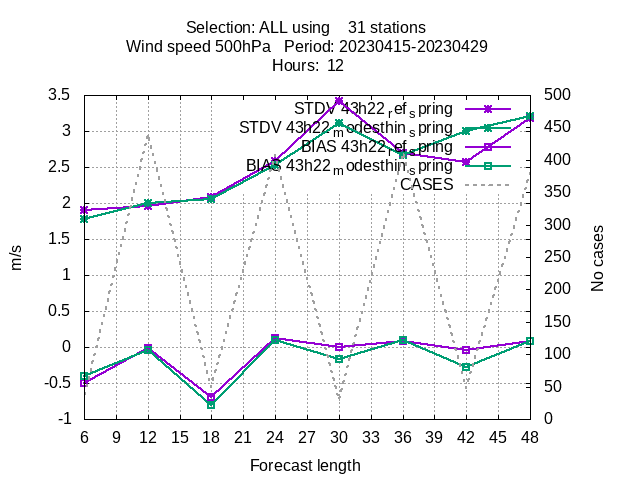 Selection: ALL using 31 stations
Wind speed 500hPa Period: 20230415-20230429
Hours: 12
STDV 43h22_ref_spring
STDV 43h22_modesthin_spring
BIAS 43h22_ref_spring
BIAS 43h22_modesthin_spring
CASES
3.5
3
2.5
2
1.5
1
0.5
0
-0.5
-1
m/s
500
450
400
350
300
250
200
150
100
50
0
No cases
6 9 12 15 18 21 24 27 30 33 36 39 42 45 48
Forecast length